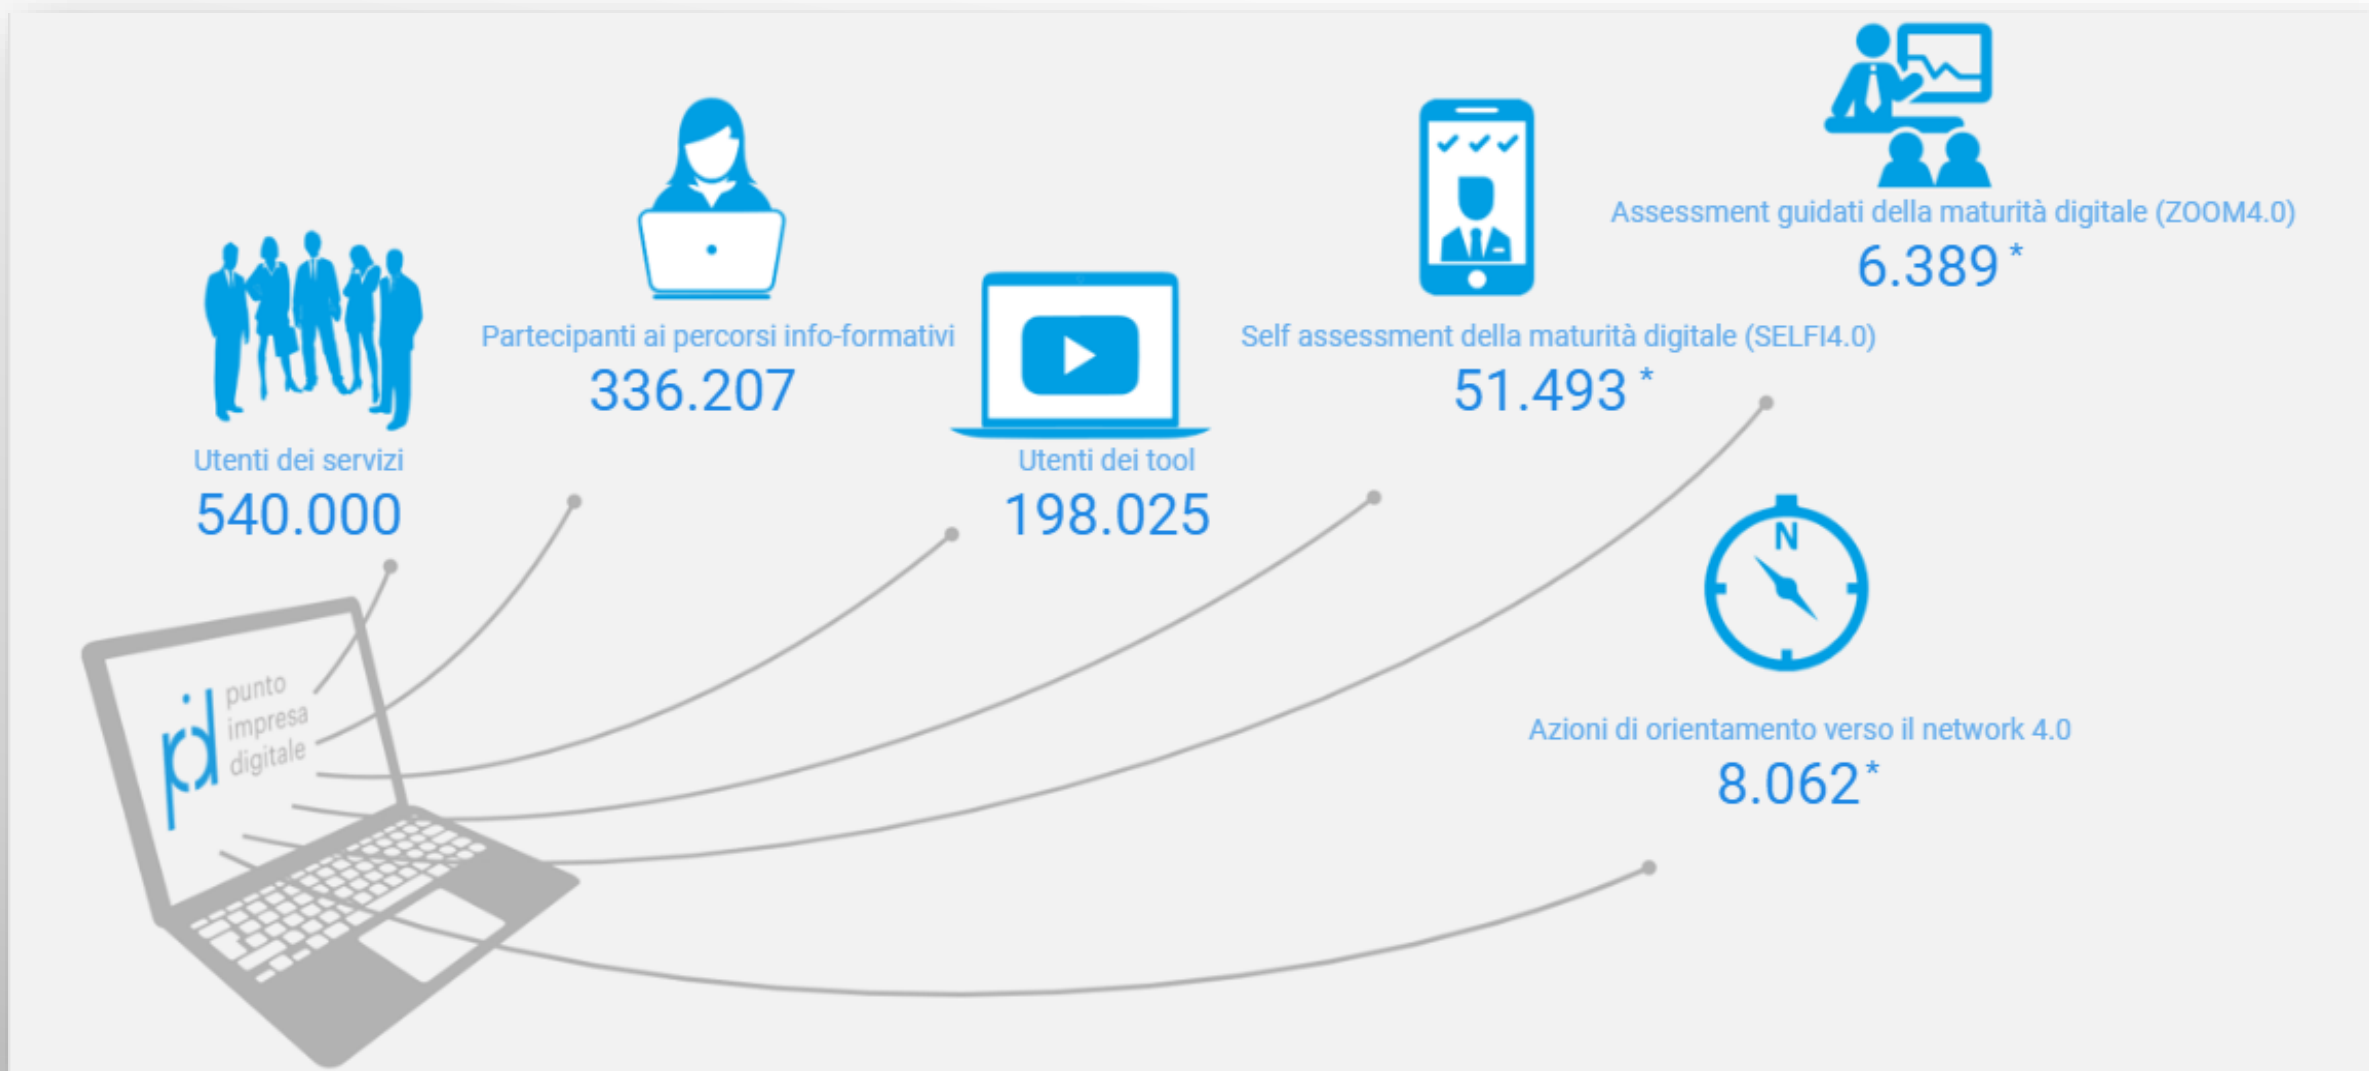 Utenti dei servizi
540.000
Partecipanti ai percorsi info-formativi
336.207
Utenti dei tool
198.025
Self assessment della maturità digitale (SELFI4.0)
51.493 *
Assessment guidati della maturità digitale (ZOOM4.0)
6.389 *
N
Azioni di orientamento verso il network 4.0
8.062 *
pid
punto
impresa
digitale